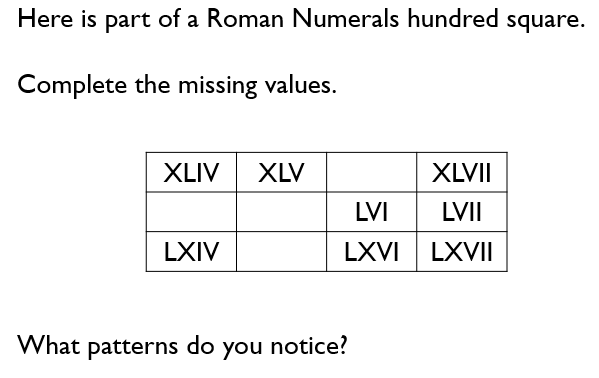 Here is part of a Roman Numerals hundred square.
Complete the missing values.
XLIV XLV XLVII
LVI LVII
LXIV LXVI LXVII
What patterns do you notice?